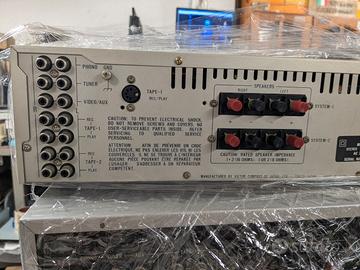 PHONO GND
TUNER
VIDEO/AUX
REC
TAPE-1
PLAY
REC
TAPE-2
PLAY
TAPE-1
REC/PLAY
CAUTION: TO PREVENT ELECTRICAL SHOCK,
DO NOT REMOVE SCREWS AND COVERS. NO
USER-SERVICEABLE PARTS INSIDE. REFER
SERVICING TO QUALIFIED SERVICE
PERSONNEL.
ATTENTION: AFIN DE PREVENIR UN CHOC
ELECTRIQUE NE PAS ENLEVER LES VIS OU LES
COUVERCLES. IL NE SE TROUVE A L'INTERIEUR
AUCUNE PIECE POUVANT ETRE REPAREE PAR
L'USAGER. S'ADRESSER A UN REPARATEUR
COMPETENT.
SPEAKERS
RIGHT LEFT
SYSTEM-1
SYSTEM-2
CAUTION: RATED SPEAKER IMPEDANCE
MANUFACTURED BY VICTOR COMPANY OF JAPAN, LTD.